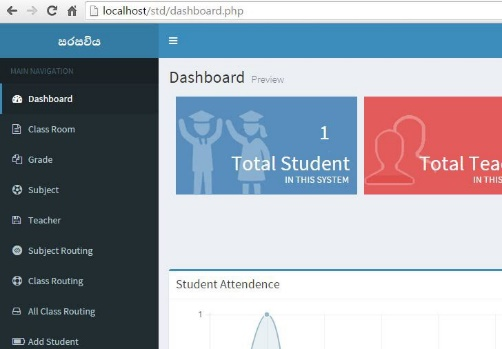 localhost/std/dashboard.php
සරසවිය
MAIN NAVIGATION
Dashboard Preview
Dashboard
1
Total Student
IN THIS SYSTEM
Total Tea
IN THIS
Class Room
Grade
Subject
Teacher
Subject Routing
Class Routing
Student Attendence
All Class Routing
1
Add Student